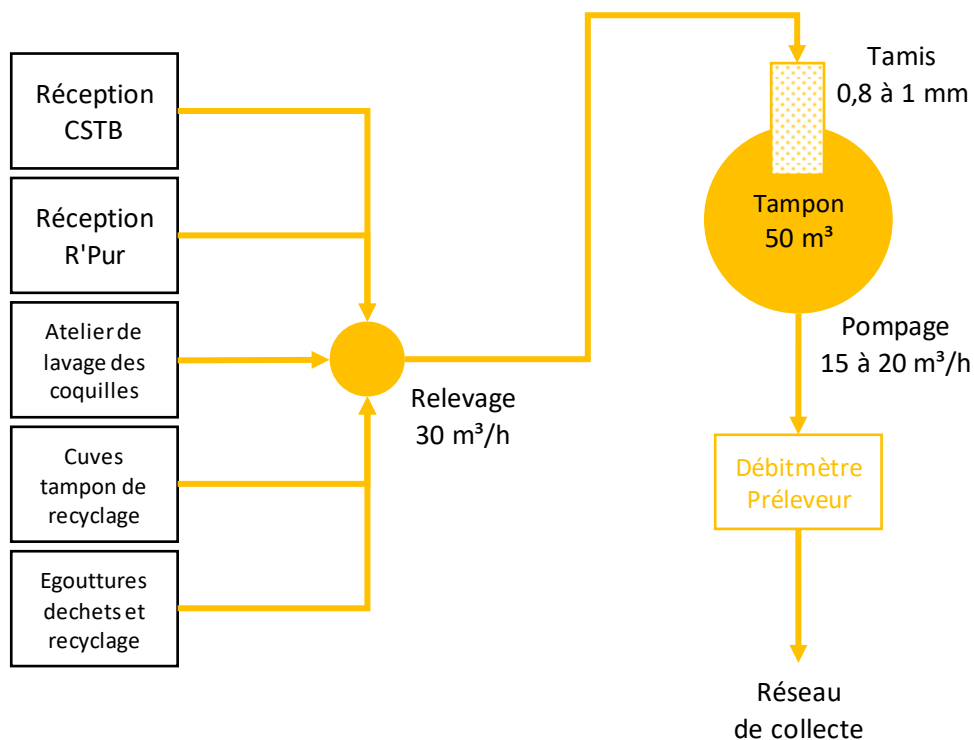 Réception
CSTB
Réception
R'Pur
Atelier de
lavage des
coquilles
Cuves
tampon de
recyclage
Egouttures
dechets et
recyclage
Relevage
30 m³/h
Tamis
0,8 à 1 mm
Tampon
50 m³
Pompage
15 à 20 m³/h
Débitmètre
Préleveur
Réseau
de collecte